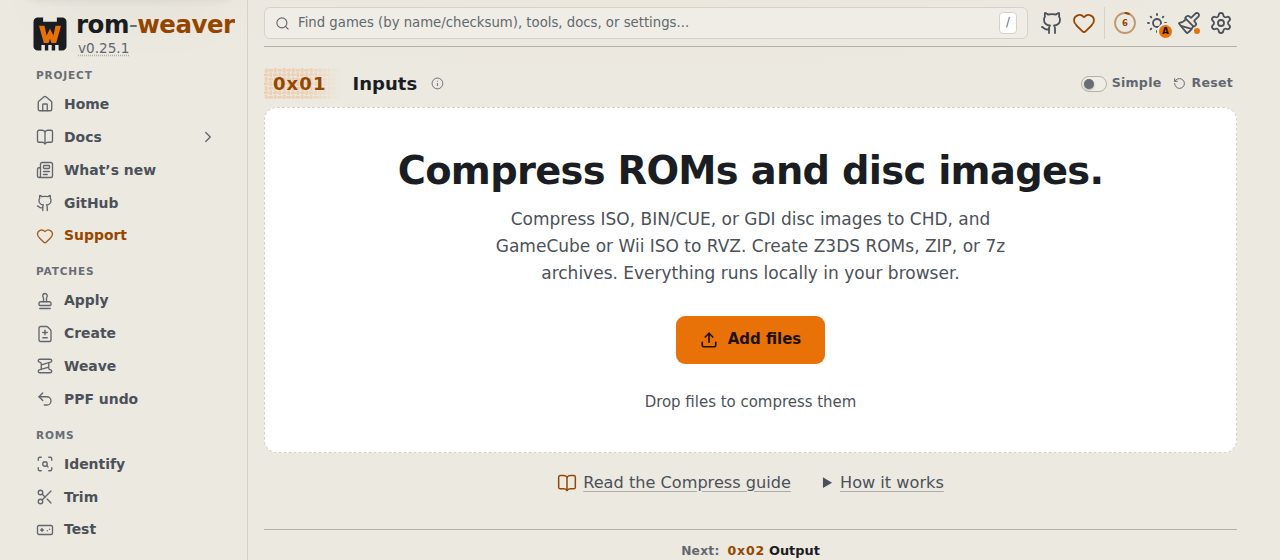 rom-weaver
v0.25.1
PROJECT
Home
Docs
What's new
GitHub
Support
PATCHES
Apply
Create
Weave
PPF undo
ROMS
Identify
Trim
Test
Find games (by name/checksum), tools, docs, or settings...
/
6
A
0x01
Inputs
Simple
Reset
Compress ROMs and disc images.
Compress ISO, BIN/CUE, or GDI disc images to CHD, and
GameCube or Wii ISO to RVZ. Create Z3DS ROMs, ZIP, or 7z
archives. Everything runs locally in your browser.
Add files
Drop files to compress them
Read the Compress guide
How it works
Next: 0x02 Output